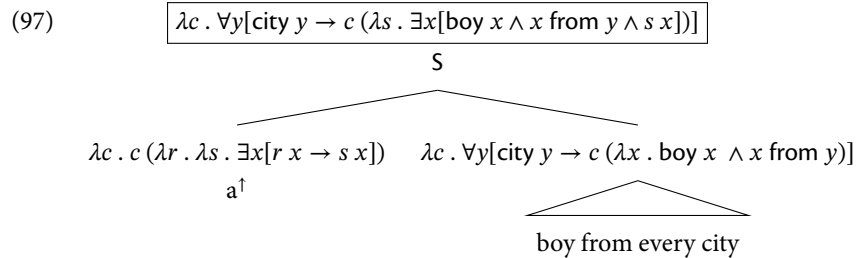 (97)
λc . ∀y[city y → c (λs . ∃x[boy x ∧ x from y ∧ s x])]
S
λc . c (λr . λs . ∃x[r x → s x]) λc . ∀y[city y → c (λx . boy x ∧ x from y)]
a↑
boy from every city